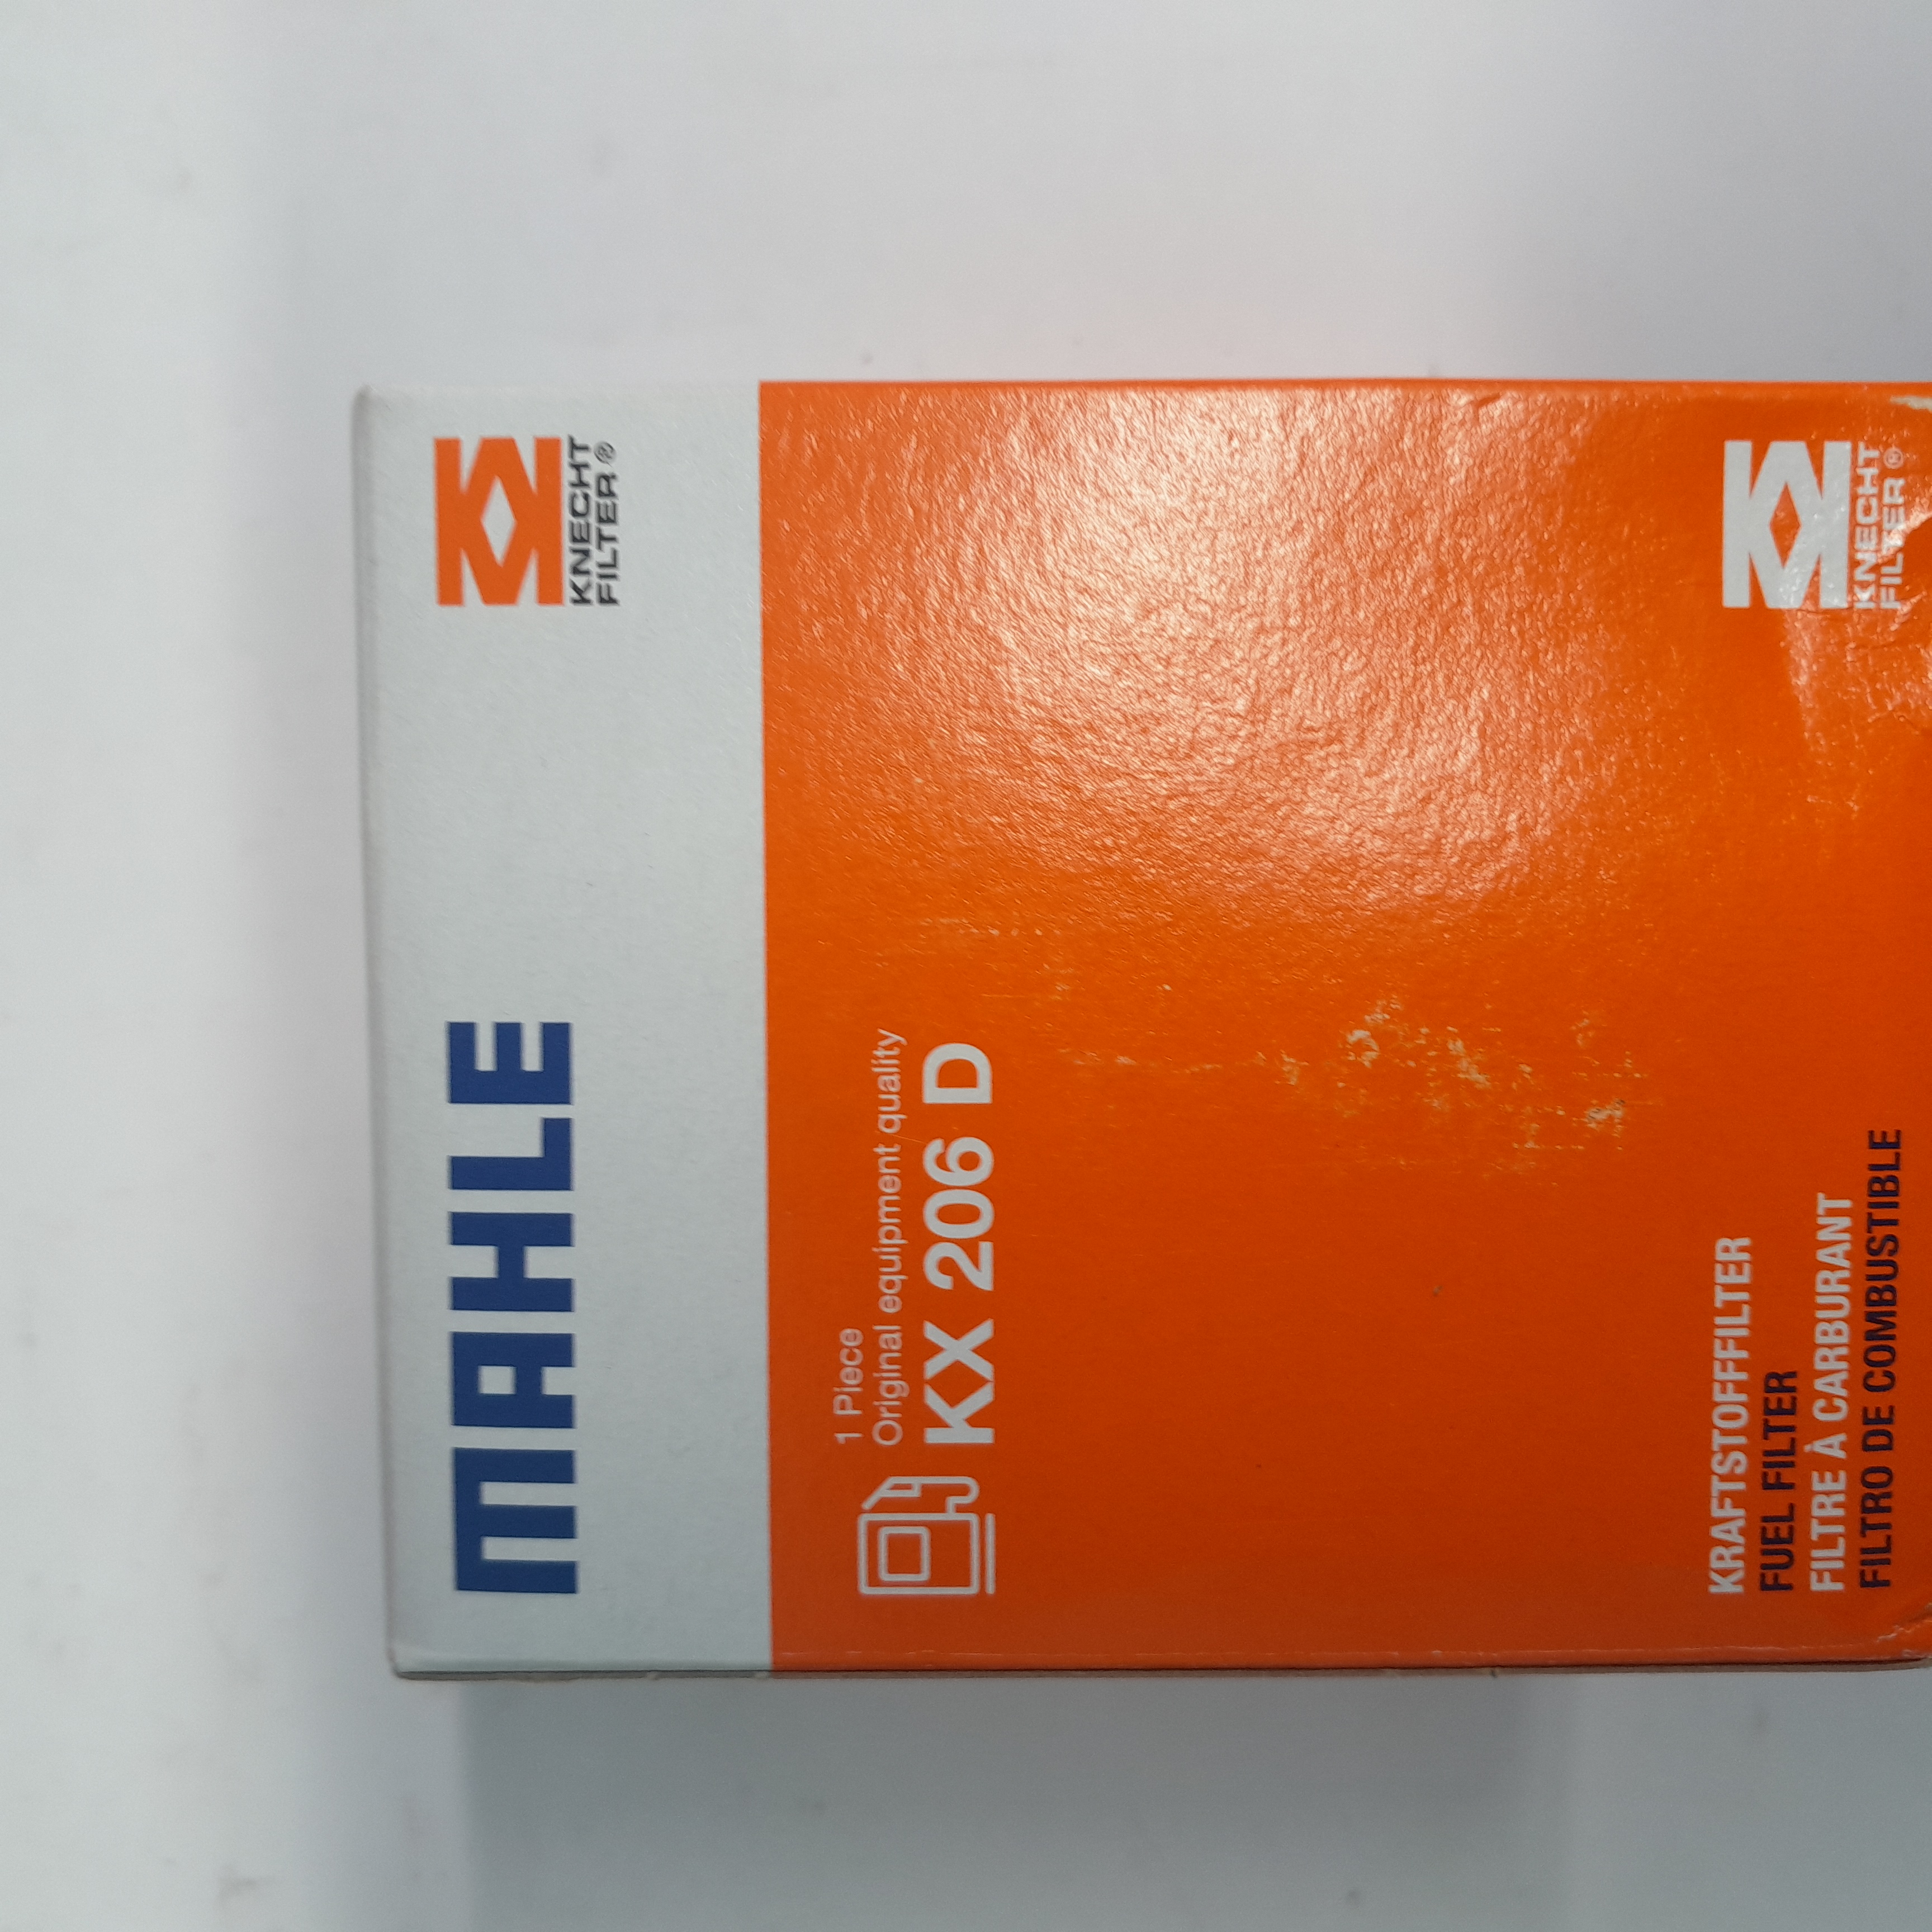 MAHLE
KNECHT
FILTER®
1 Piece
Original equipment quality
KX 206 D
KRAFTSTOFFFILTER
FUEL FILTER
FILTRE À CARBURANT
FILTRO DE COMBUSTIBLE
KNECHT
FILTER®